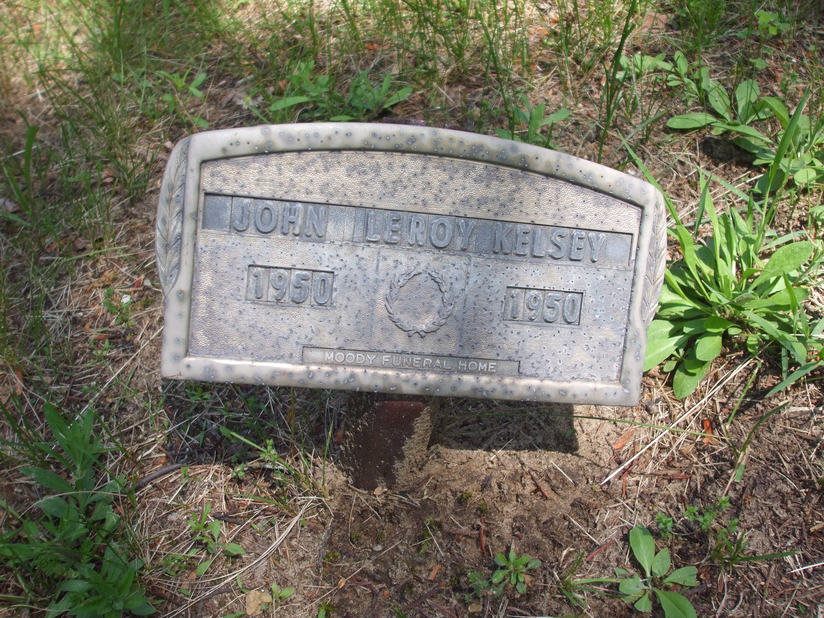 JOHN LEROY KELSEY
1950 1950
MOODY FUNERAL HOME